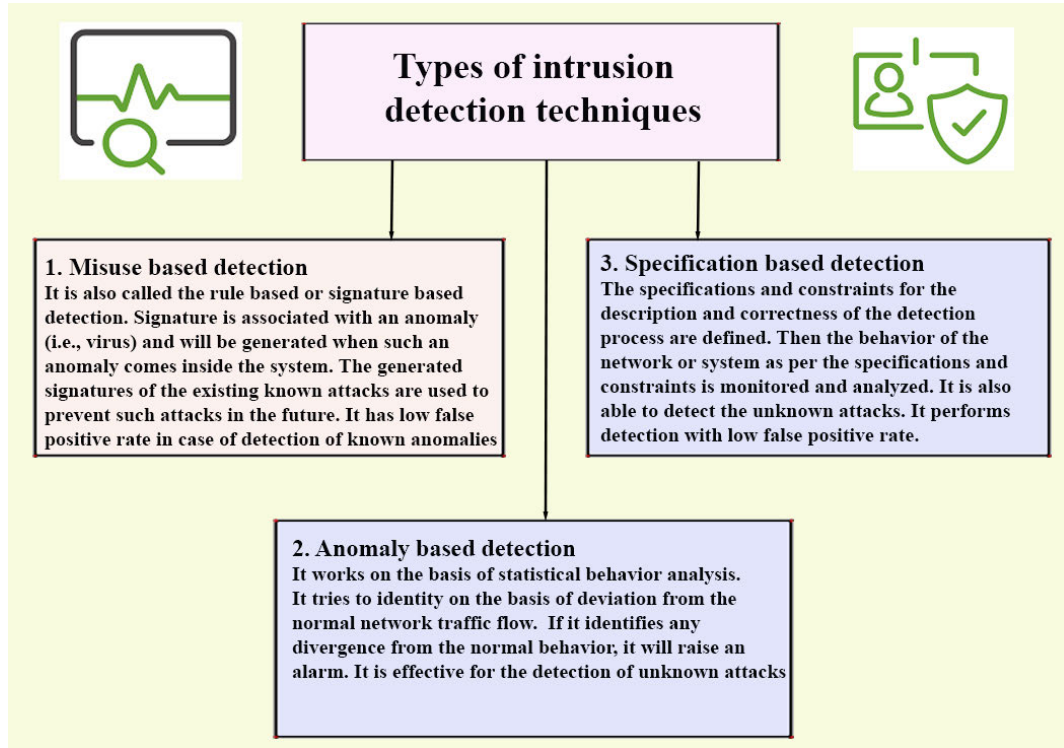 Types of intrusion
detection techniques
1. Misuse based detection
It is also called the rule based or signature based
detection. Signature is associated with an anomaly
(i.e., virus) and will be generated when such an
anomaly comes inside the system. The generated
signatures of the existing known attacks are used to
prevent such attacks in the future. It has low false
positive rate in case of detection of known anomalies
3. Specification based detection
The specifications and constraints for the
description and correctness of the detection
process are defined. Then the behavior of the
network or system as per the specifications and
constraints is monitored and analyzed. It is also
able to detect the unknown attacks. It performs
detection with low false positive rate.
2. Anomaly based detection
It works on the basis of statistical behavior analysis.
It tries to identity on the basis of deviation from the
normal network traffic flow. If it identifies any
divergence from the normal behavior, it will raise an
alarm. It is effective for the detection of unknown attacks